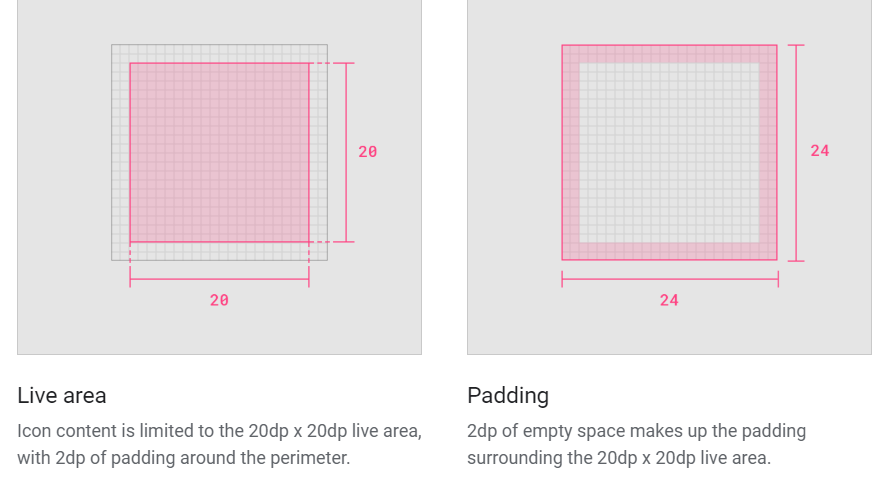 20
20
24
24
Live area
Icon content is limited to the 20dp x 20dp live area,
with 2dp of padding around the perimeter.
Padding
2dp of empty space makes up the padding
surrounding the 20dp x 20dp live area.